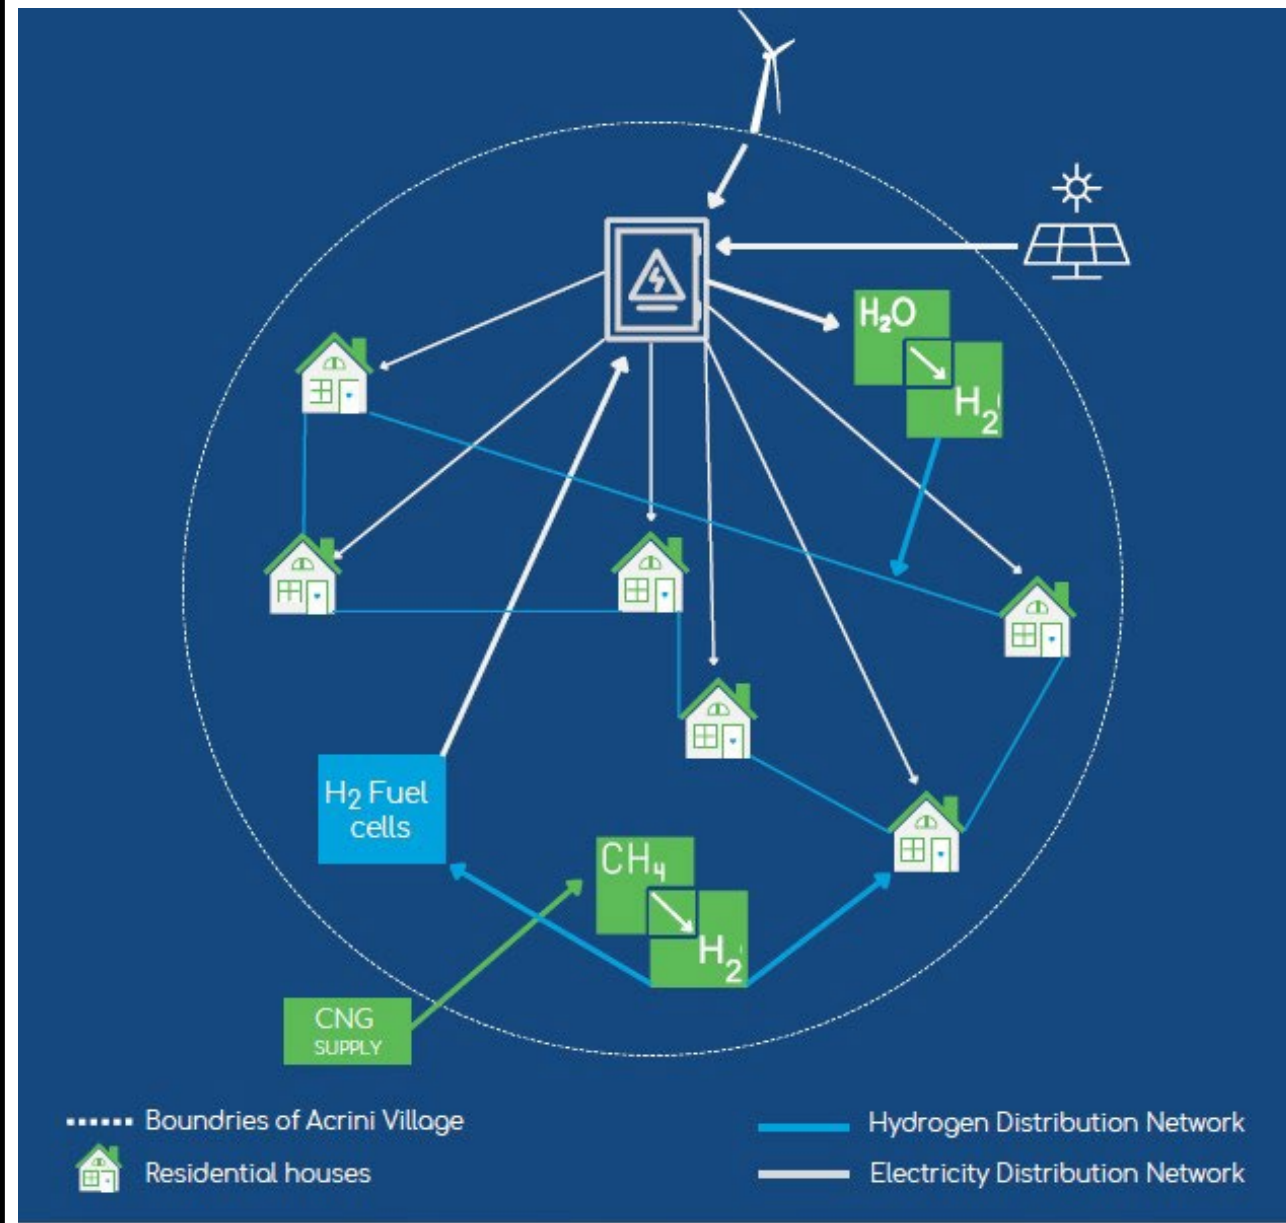 H₂O
H₂
H₂ Fuel
cells
CH₄
H₂
CNG
SUPPLY
Boundries of Acrini Village
Residential houses
Hydrogen Distribution Network
Electricity Distribution Network